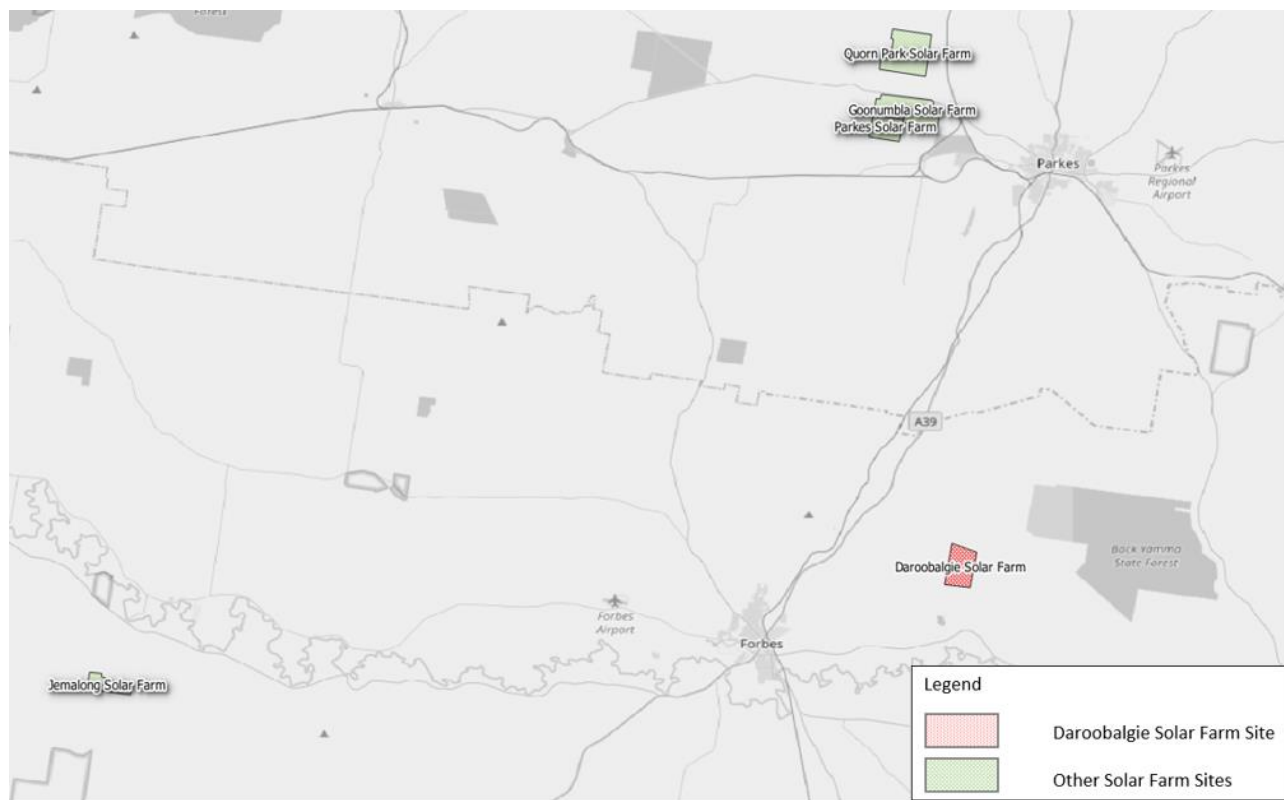 Forest
Quorn Park Solar Farm
Goonumbla Solar Farm
Parkes Solar Farm
Parkes
Parkes
Regional
Airport
A39
Back Yamma
State Forest
Daroobalgie Solar Farm
Forbes
Airport
Forbes
Jemalong Solar Farm
Legend
Daroobalgie Solar Farm Site
Other Solar Farm Sites